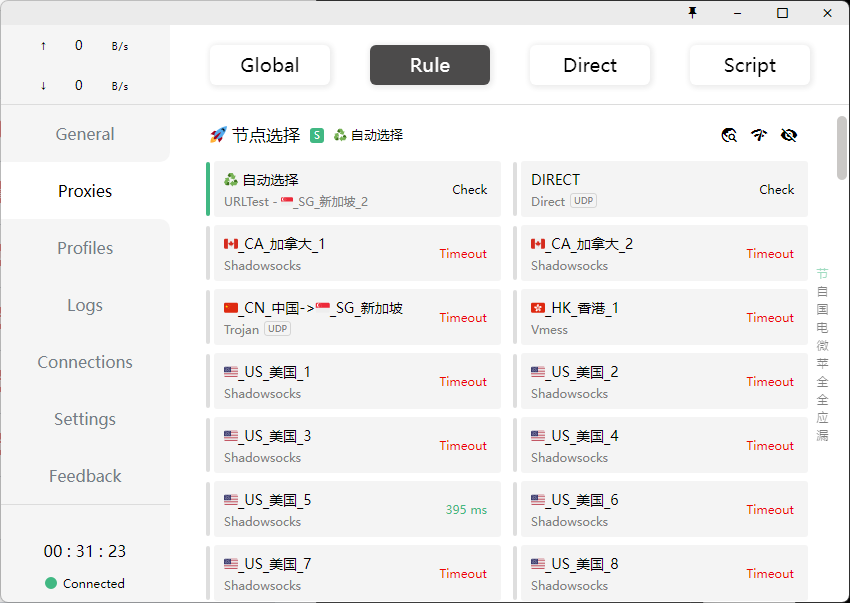 ↑ 0 B/s
↓ 0 B/s
General
Proxies
Profiles
Logs
Connections
Settings
Feedback
00 : 31 : 23
Connected
Global
Rule
Direct
Script
节点选择 S 自动选择
自动选择
URLTest - _SG_新加坡_2
Check
DIRECT
Direct UDP
Check
_CA_加拿大_1
Shadowsocks
Timeout
_CA_加拿大_2
Shadowsocks
Timeout
_CN_中国->_SG_新加坡
Trojan UDP
Timeout
_HK_香港_1
Vmess
Timeout
_US_美国_1
Shadowsocks
Timeout
_US_美国_2
Shadowsocks
Timeout
_US_美国_3
Shadowsocks
Timeout
_US_美国_4
Shadowsocks
Timeout
_US_美国_5
Shadowsocks
395 ms
_US_美国_6
Shadowsocks
Timeout
_US_美国_7
Shadowsocks
Timeout
_US_美国_8
Shadowsocks
Timeout
节
自
国
电
微
苹
全
全
应
漏